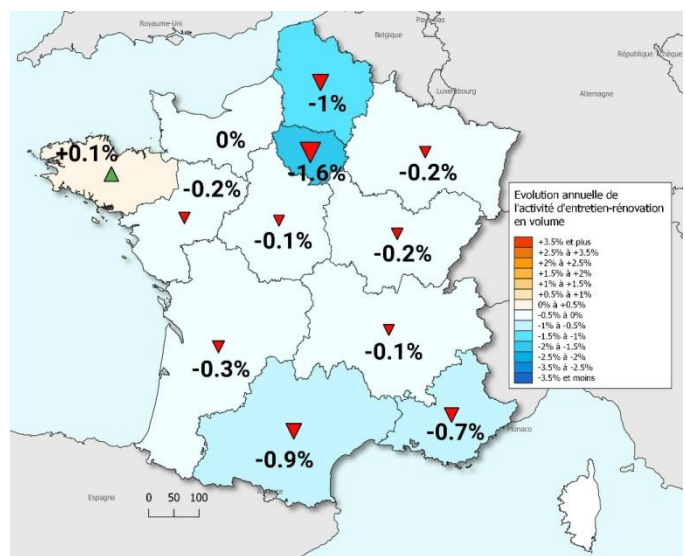 Royaume-Uni
Belgique
Pays-Bas
République Tchèque
Luxembourg
Allemagne
-1%
0%
-1.6%
+0.1%
-0.2%
-0.2%
-0.1%
-0.2%
-0.3%
-0.1%
-0.9%
-0.7%
Monaco
Espagne
0 50 100
Evolution annuelle de
l'activité d'entretien-rénovation
en volume
+3.5% et plus
+2.5% à +3.5%
+2% à +2.5%
+1.5% à +2%
+1% à +1.5%
+0.5% à +1%
0% à +0.5%
-0.5% à 0%
-1% à -0.5%
-1.5% à -1%
-2% à -1.5%
-2.5% à -2%
-3.5% à -2.5%
-3.5% et moins